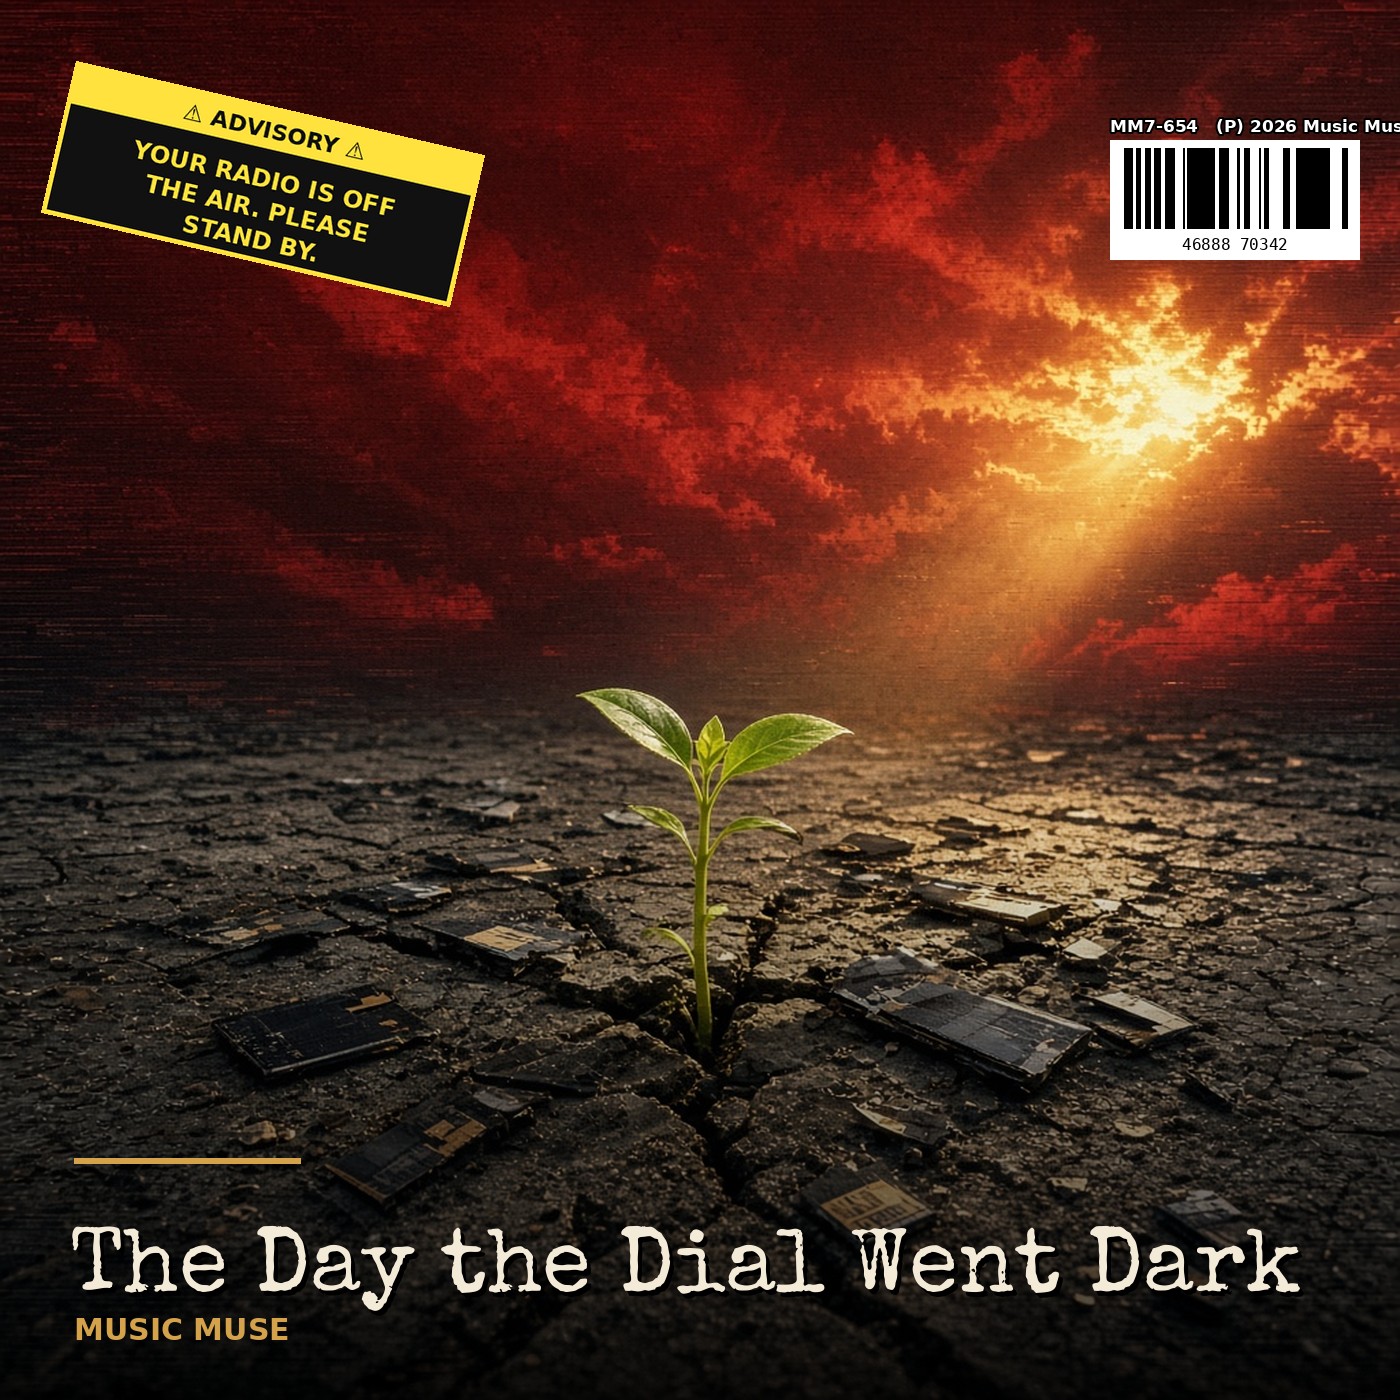 ⚠ ADVISORY ⚠
YOUR RADIO IS OFF
THE AIR. PLEASE
STAND BY.
MM7-654 (P) 2026 Music Mus
46888 70342
The Day the Dial Went Dark
MUSIC MUSE